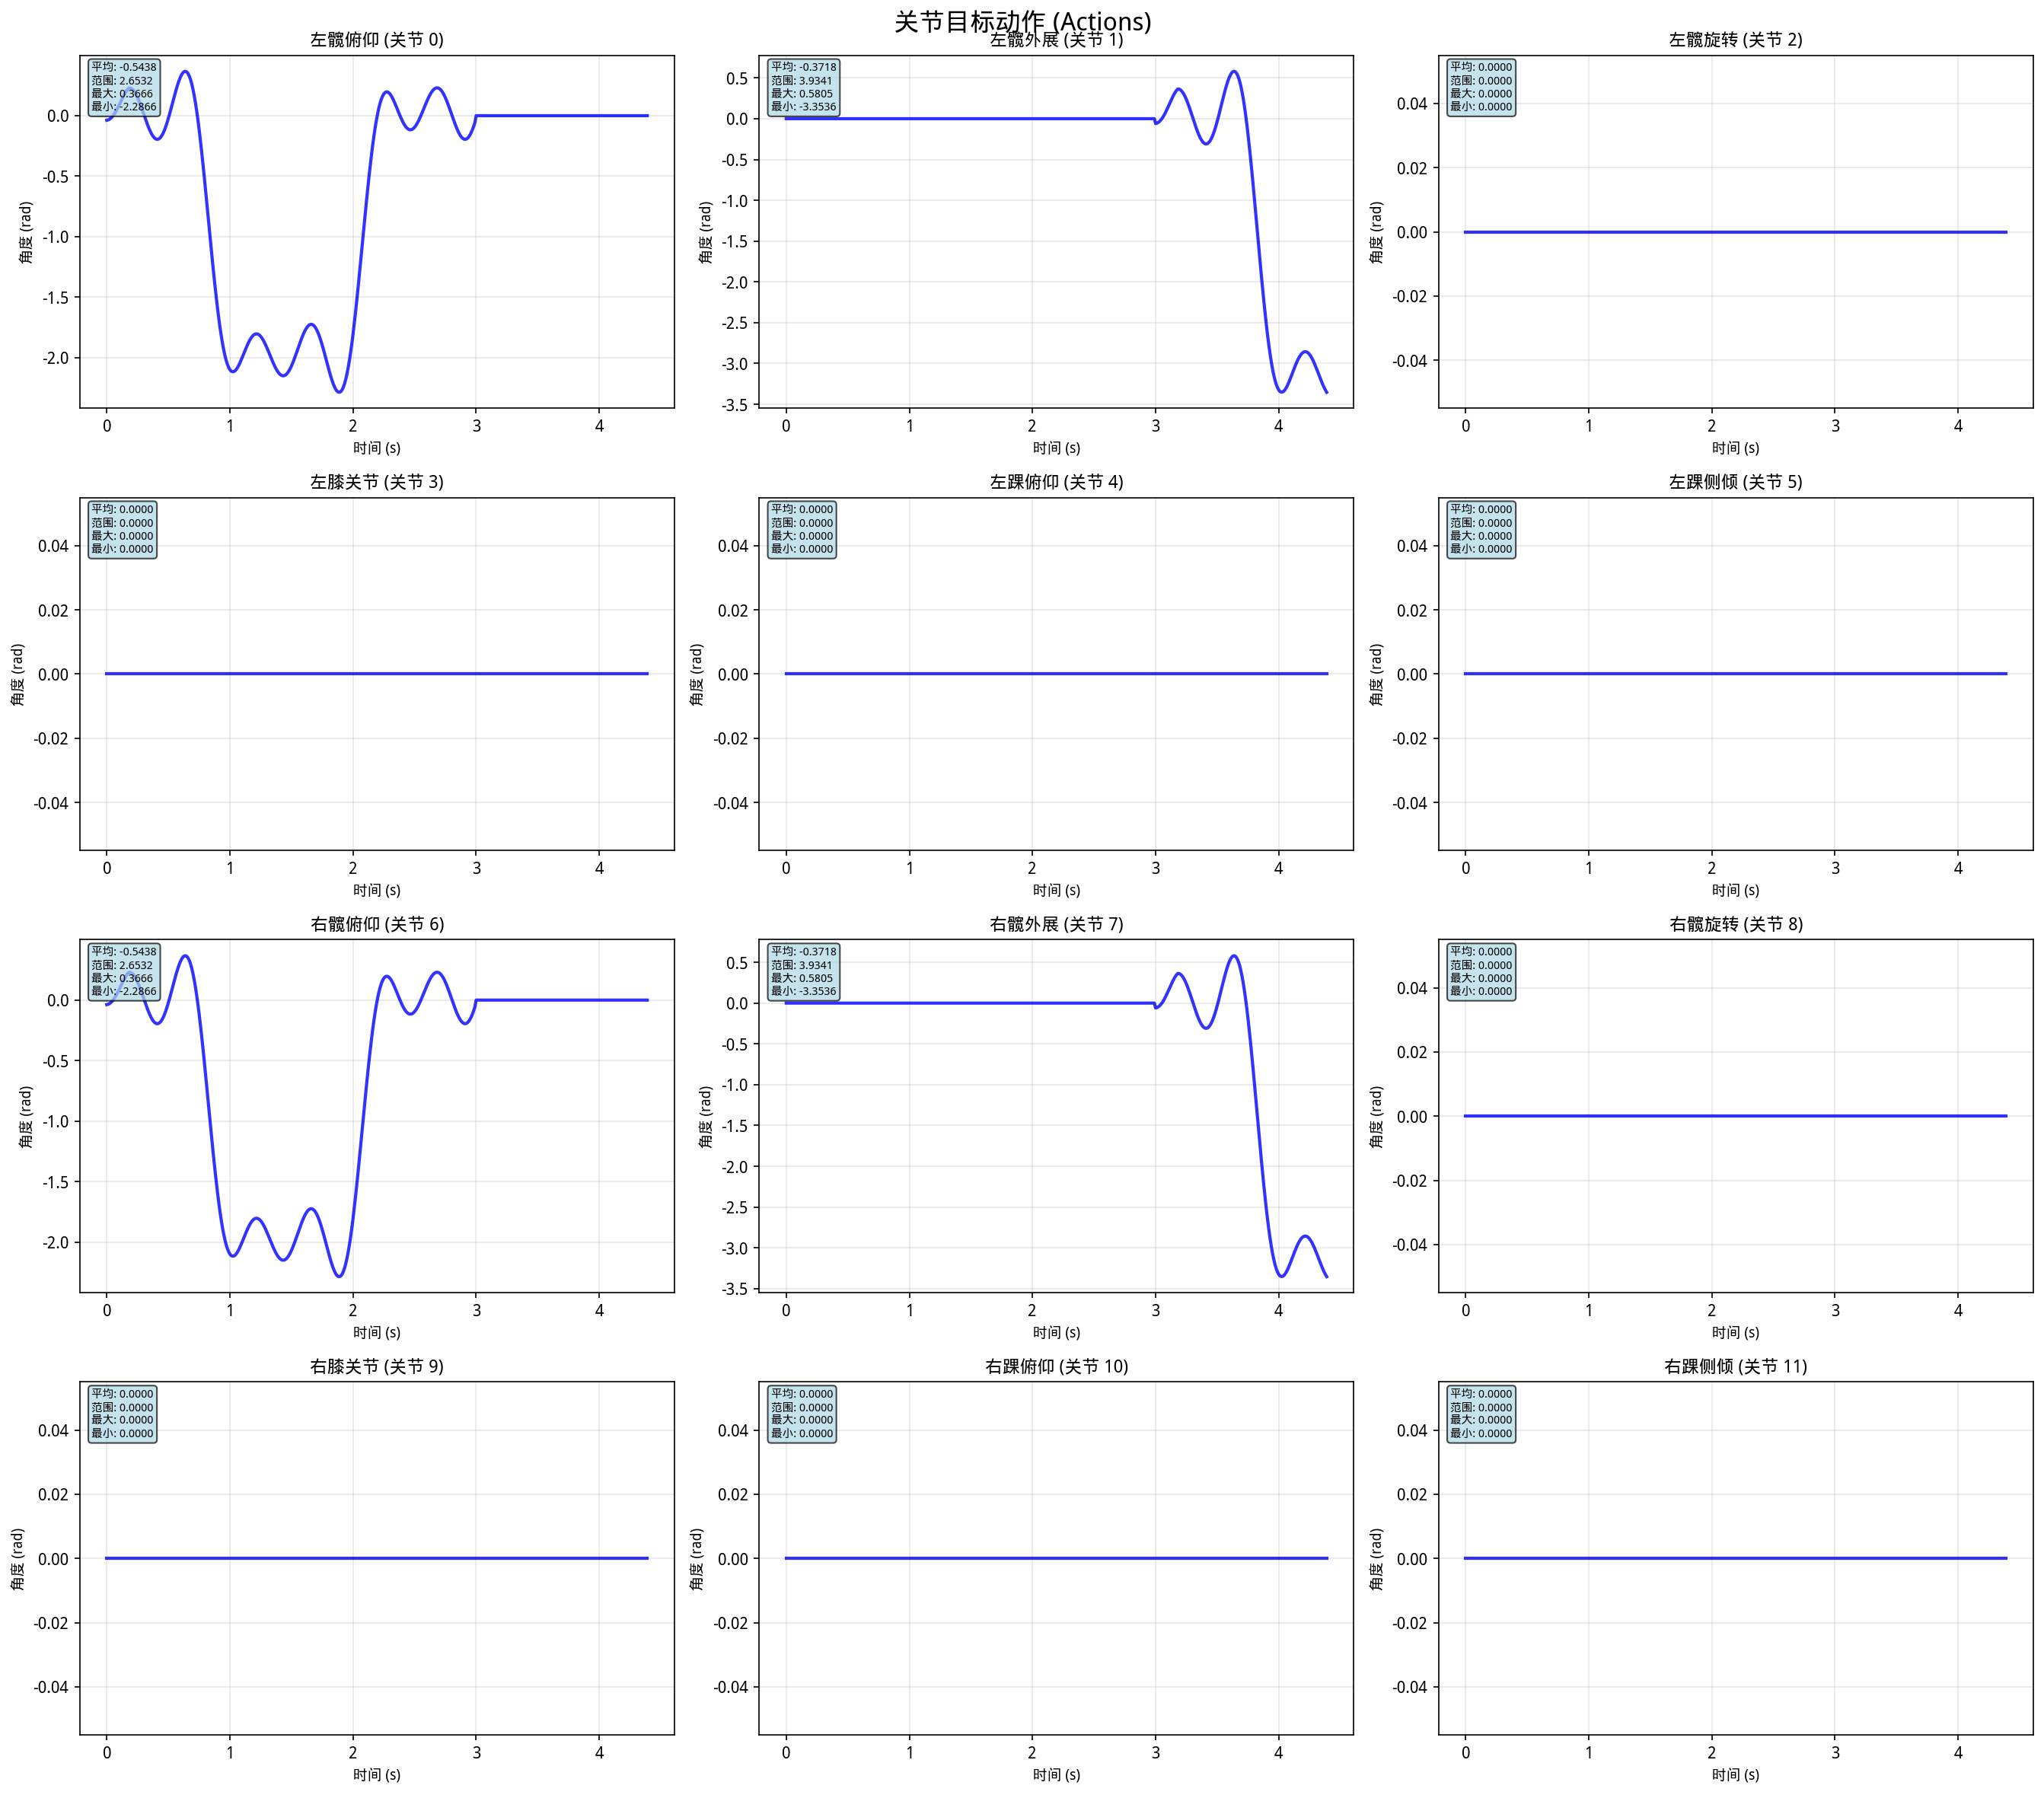 关节目标动作 (Actions)
左髋俯仰 (关节 0)
平均: -0.5438
范围: 2.6532
最大: 0.3666
最小: -2.2866
0.0
-0.5
-1.0
-1.5
-2.0
角度 (rad)
0 1 2 3 4
时间 (s)
左髋外展 (关节 1)
平均: -0.3718
范围: 3.9341
最大: 0.5805
最小: -3.3536
0.5
0.0
-0.5
-1.0
-1.5
-2.0
-2.5
-3.0
-3.5
角度 (rad)
0 1 2 3 4
时间 (s)
左髋旋转 (关节 2)
平均: 0.0000
范围: 0.0000
最大: 0.0000
最小: 0.0000
0.04
0.02
0.00
-0.02
-0.04
角度 (rad)
0 1 2 3 4
时间 (s)
左膝关节 (关节 3)
平均: 0.0000
范围: 0.0000
最大: 0.0000
最小: 0.0000
0.04
0.02
0.00
-0.02
-0.04
角度 (rad)
0 1 2 3 4
时间 (s)
左踝俯仰 (关节 4)
平均: 0.0000
范围: 0.0000
最大: 0.0000
最小: 0.0000
0.04
0.02
0.00
-0.02
-0.04
角度 (rad)
0 1 2 3 4
时间 (s)
左踝侧倾 (关节 5)
平均: 0.0000
范围: 0.0000
最大: 0.0000
最小: 0.0000
0.04
0.02
0.00
-0.02
-0.04
角度 (rad)
0 1 2 3 4
时间 (s)
右髋俯仰 (关节 6)
平均: -0.5438
范围: 2.6532
最大: 0.3666
最小: -2.2866
0.0
-0.5
-1.0
-1.5
-2.0
角度 (rad)
0 1 2 3 4
时间 (s)
右髋外展 (关节 7)
平均: -0.3718
范围: 3.9341
最大: 0.5805
最小: -3.3536
0.5
0.0
-0.5
-1.0
-1.5
-2.0
-2.5
-3.0
-3.5
角度 (rad)
0 1 2 3 4
时间 (s)
右髋旋转 (关节 8)
平均: 0.0000
范围: 0.0000
最大: 0.0000
最小: 0.0000
0.04
0.02
0.00
-0.02
-0.04
角度 (rad)
0 1 2 3 4
时间 (s)
右膝关节 (关节 9)
平均: 0.0000
范围: 0.0000
最大: 0.0000
最小: 0.0000
0.04
0.02
0.00
-0.02
-0.04
角度 (rad)
0 1 2 3 4
时间 (s)
右踝俯仰 (关节 10)
平均: 0.0000
范围: 0.0000
最大: 0.0000
最小: 0.0000
0.04
0.02
0.00
-0.02
-0.04
角度 (rad)
0 1 2 3 4
时间 (s)
右踝侧倾 (关节 11)
平均: 0.0000
范围: 0.0000
最大: 0.0000
最小: 0.0000
0.04
0.02
0.00
-0.02
-0.04
角度 (rad)
0 1 2 3 4
时间 (s)